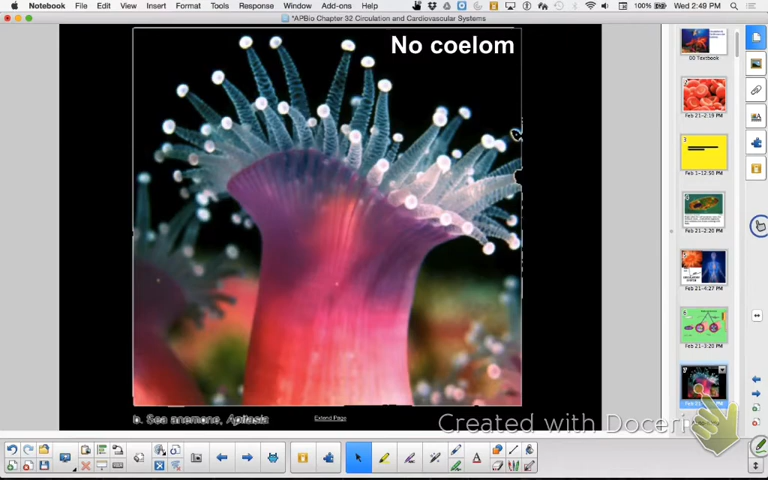 Notebook File Edit View Insert Format Tools Response Window Add-ons Help 100% Wed 2:49 PM
*APBio Chapter 32 Circulation and Cardiovascular Systems
No coelom
00 Textbook
Feb 21-2:19 PM
Feb 1-12:50 PM
Feb 21-2:20 PM
Feb 21-4:27 PM
Feb 21-3:20 PM
b. Sea anemone, Apitasia
Extend Page
Created with Doceri